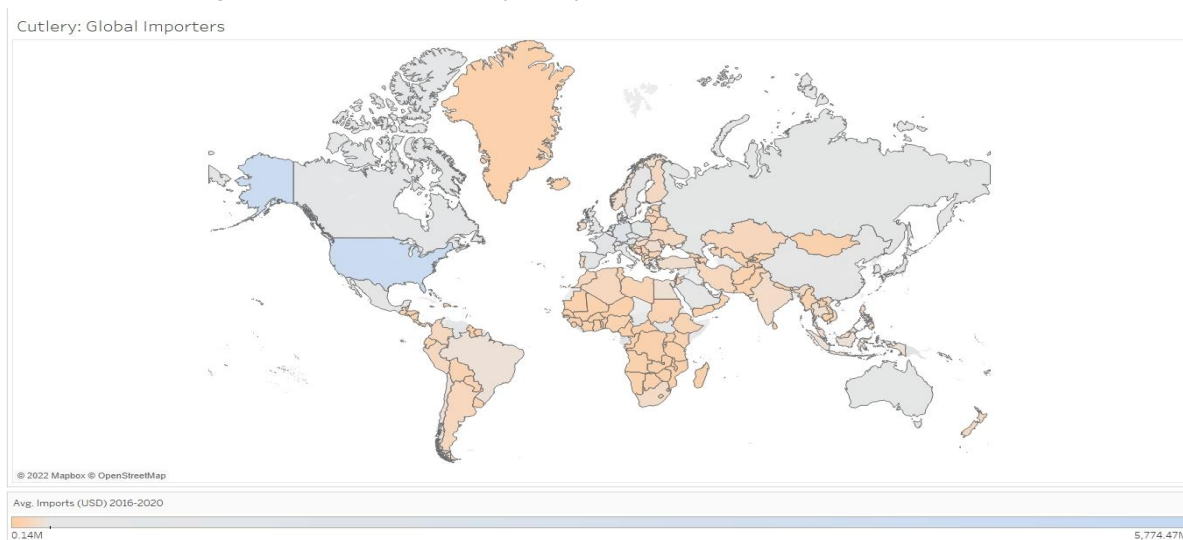 Cutlery: Global Importers
© 2022 Mapbox © OpenStreetMap
Avg. Imports (USD) 2016-2020
0.14M
5,774.47M